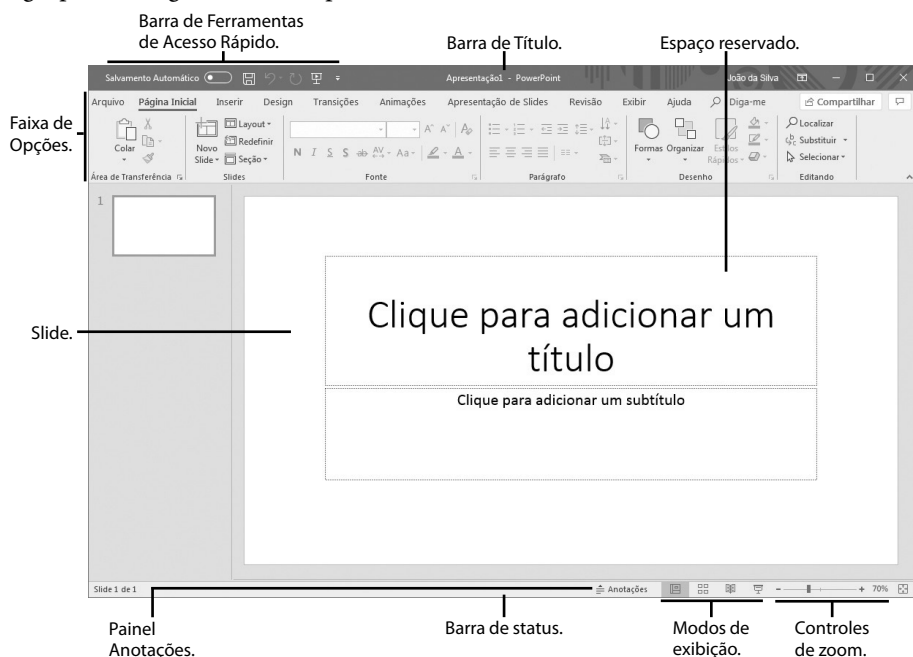 Barra de Ferramentas
de Acesso Rápido.
Barra de Título.
Espaço reservado.
Salvamento Automático
Apresentação1 - PowerPoint
João da Silva
Arquivo Página Inicial Inserir Design Transições Animações Apresentação de Slides Revisão Exibir Ajuda Diga-me Compartilhar
Faixa de
Opções.
Colar
Novo
Slide
Layout
Redefinir
Seção
N I S S ab AV Aa A
A A A
Formas Organizar Estilos
Rápidos
Localizar
Substituir
Selecionar
Área de Transferência Slides Fonte Parágrafo Desenho Editando
1
Slide.
Clique para adicionar um
título
Clique para adicionar um subtítulo
Slide 1 de 1
Anotações
70%
Painel
Anotações.
Barra de status.
Modos de
exibição.
Controles
de zoom.